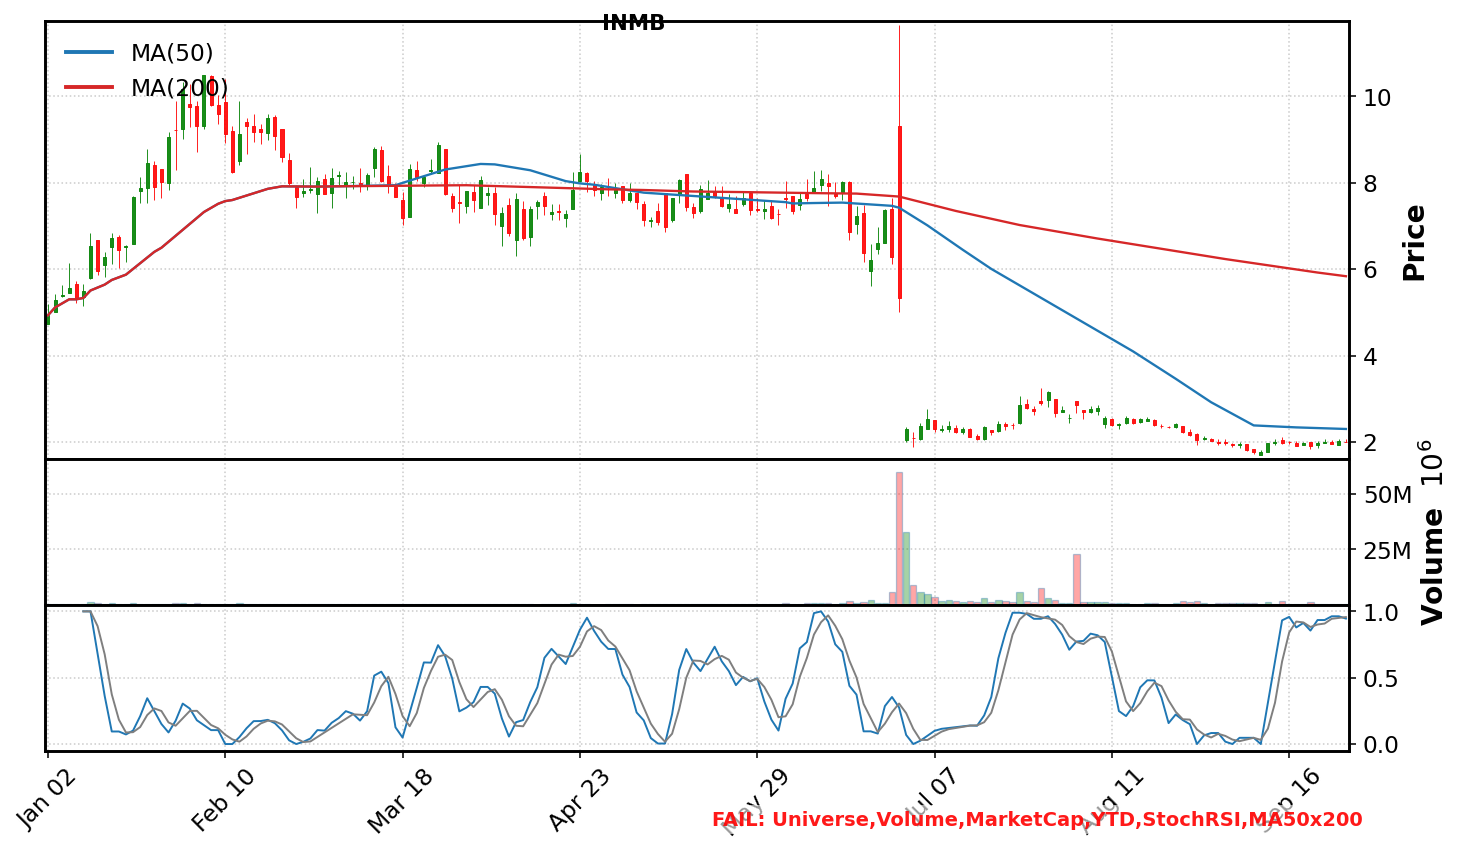 INMB
MA(50)
MA(200)
10
8
6
4
2
Price
50M
25M
Volume 10^6
1.0
0.5
0.0
Jan 02
Feb 10
Mar 18
Apr 23
May 29
Jul 07
Aug 11
Sep 16
FAIL: Universe,Volume,MarketCap,YTD,StochRSI,MA50x200